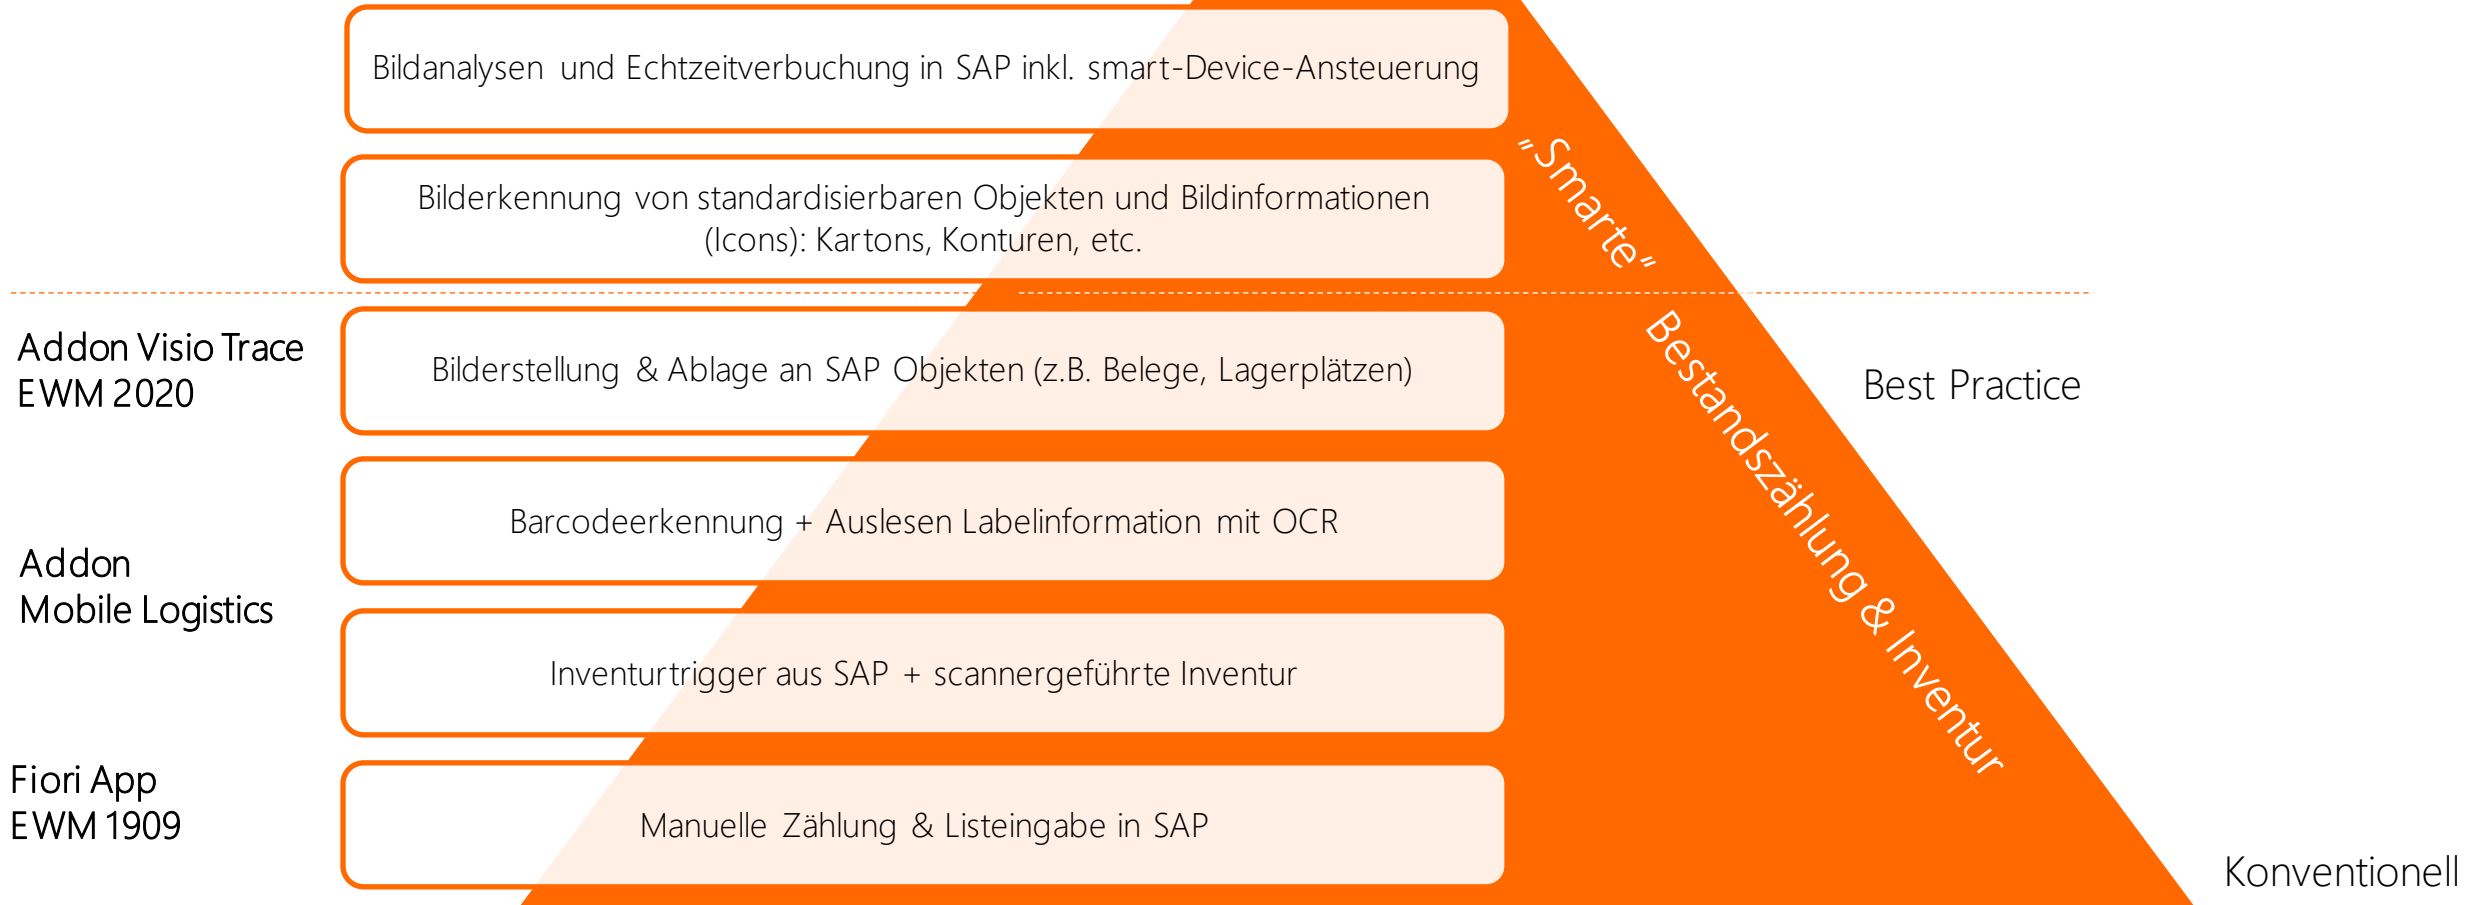 Bildanalysen und Echtzeitverbuchung in SAP inkl. smart-Device-Ansteuerung
Bilderkennung von standardisierbaren Objekten und Bildinformationen
(Icons): Kartons, Konturen, etc.
Addon Visio Trace
EWM 2020
Bilderstellung & Ablage an SAP Objekten (z.B. Belege, Lagerplätzen)
Best Practice
Barcodeerkennung + Auslesen Labelinformation mit OCR
Addon
Mobile Logistics
Inventurtrigger aus SAP + scannergeführte Inventur
Fiori App
EWM 1909
Manuelle Zählung & Listeingabe in SAP
„Smarte“ Bestandszählung & Inventur
Konventionell